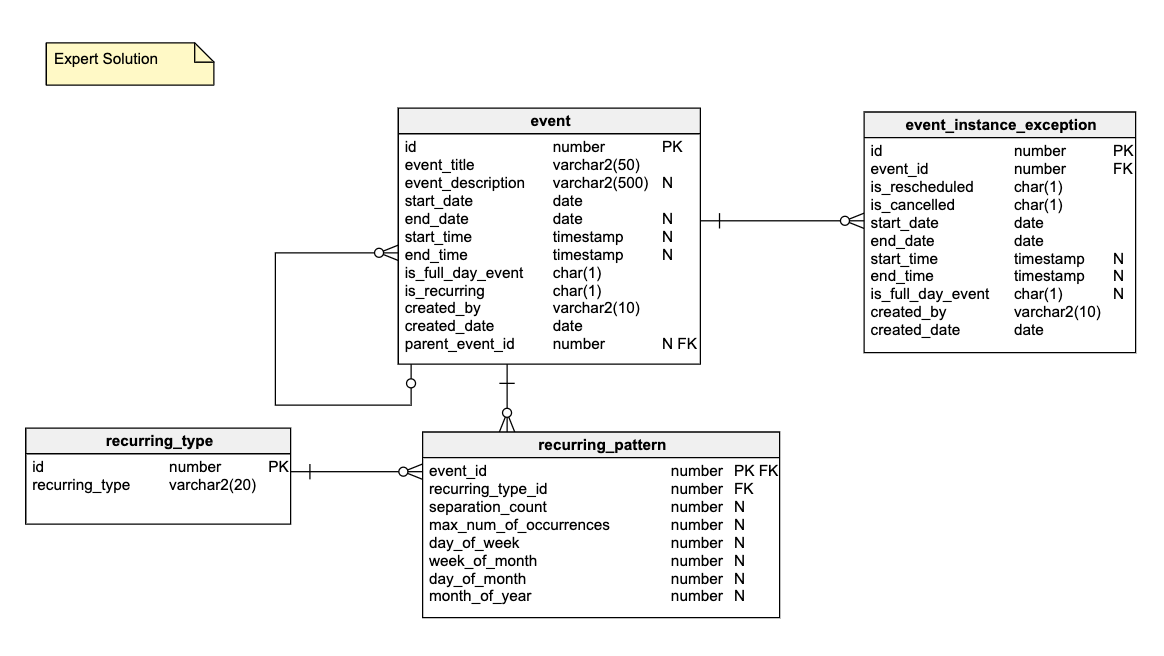 Expert Solution
event
id number PK
event_title varchar2(50)
event_description varchar2(500) N
start_date date
end_date date N
start_time timestamp N
end_time timestamp N
is_full_day_event char(1)
is_recurring char(1)
created_by varchar2(10)
created_date date
parent_event_id number N FK
event_instance_exception
id number PK
event_id number FK
is_rescheduled char(1)
is_cancelled char(1)
start_date date
end_date date
start_time timestamp N
end_time timestamp N
is_full_day_event char(1) N
created_by varchar2(10)
created_date date
recurring_type
id number PK
recurring_type varchar2(20)
recurring_pattern
event_id number PK FK
recurring_type_id number FK
separation_count number N
max_num_of_occurrences number N
day_of_week number N
week_of_month number N
day_of_month number N
month_of_year number N